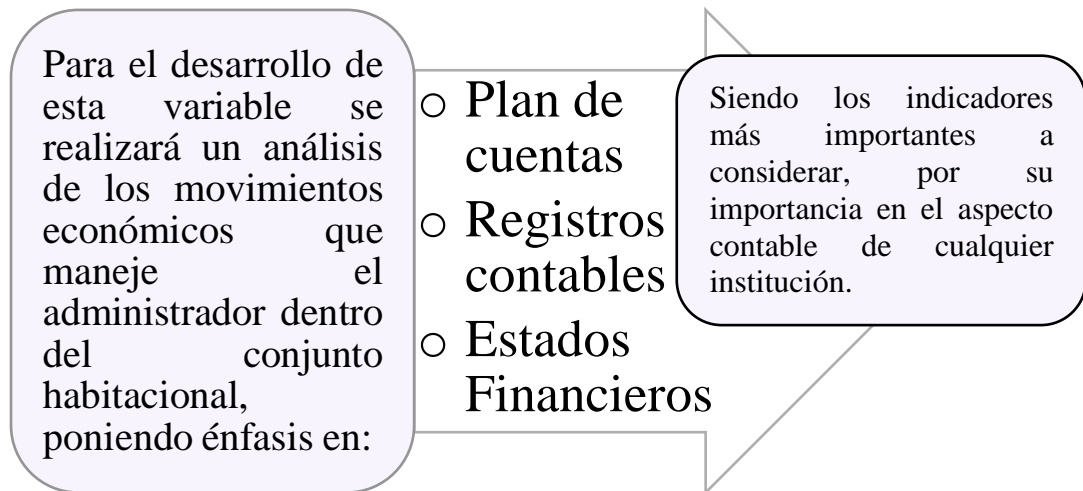 Para el desarrollo de
esta variable se
realizará un análisis
de los movimientos
económicos que
maneje el
administrador dentro
del conjunto
habitacional,
poniendo énfasis en:
o Plan de
cuentas
o Registros
contables
o Estados
Financieros
Siendo los indicadores
más importantes a
considerar, por su
importancia en el aspecto
contable de cualquier
institución.